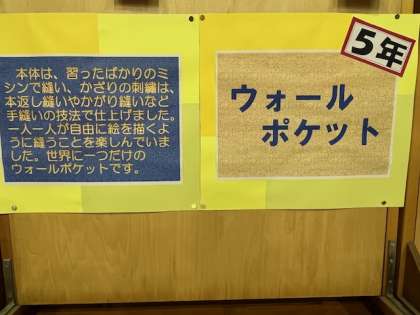 本体は、習ったばかりのミ
シンで縫い、かざりの刺繍は、
本返し縫いやかがり縫いなど
手縫いの技法で仕上げました。
一人一人が自由に絵を描くよ
うに縫うことを楽しんでいま
した。世界に一つだけの
ウォールポケットです。
5年
ウォール
ポケット